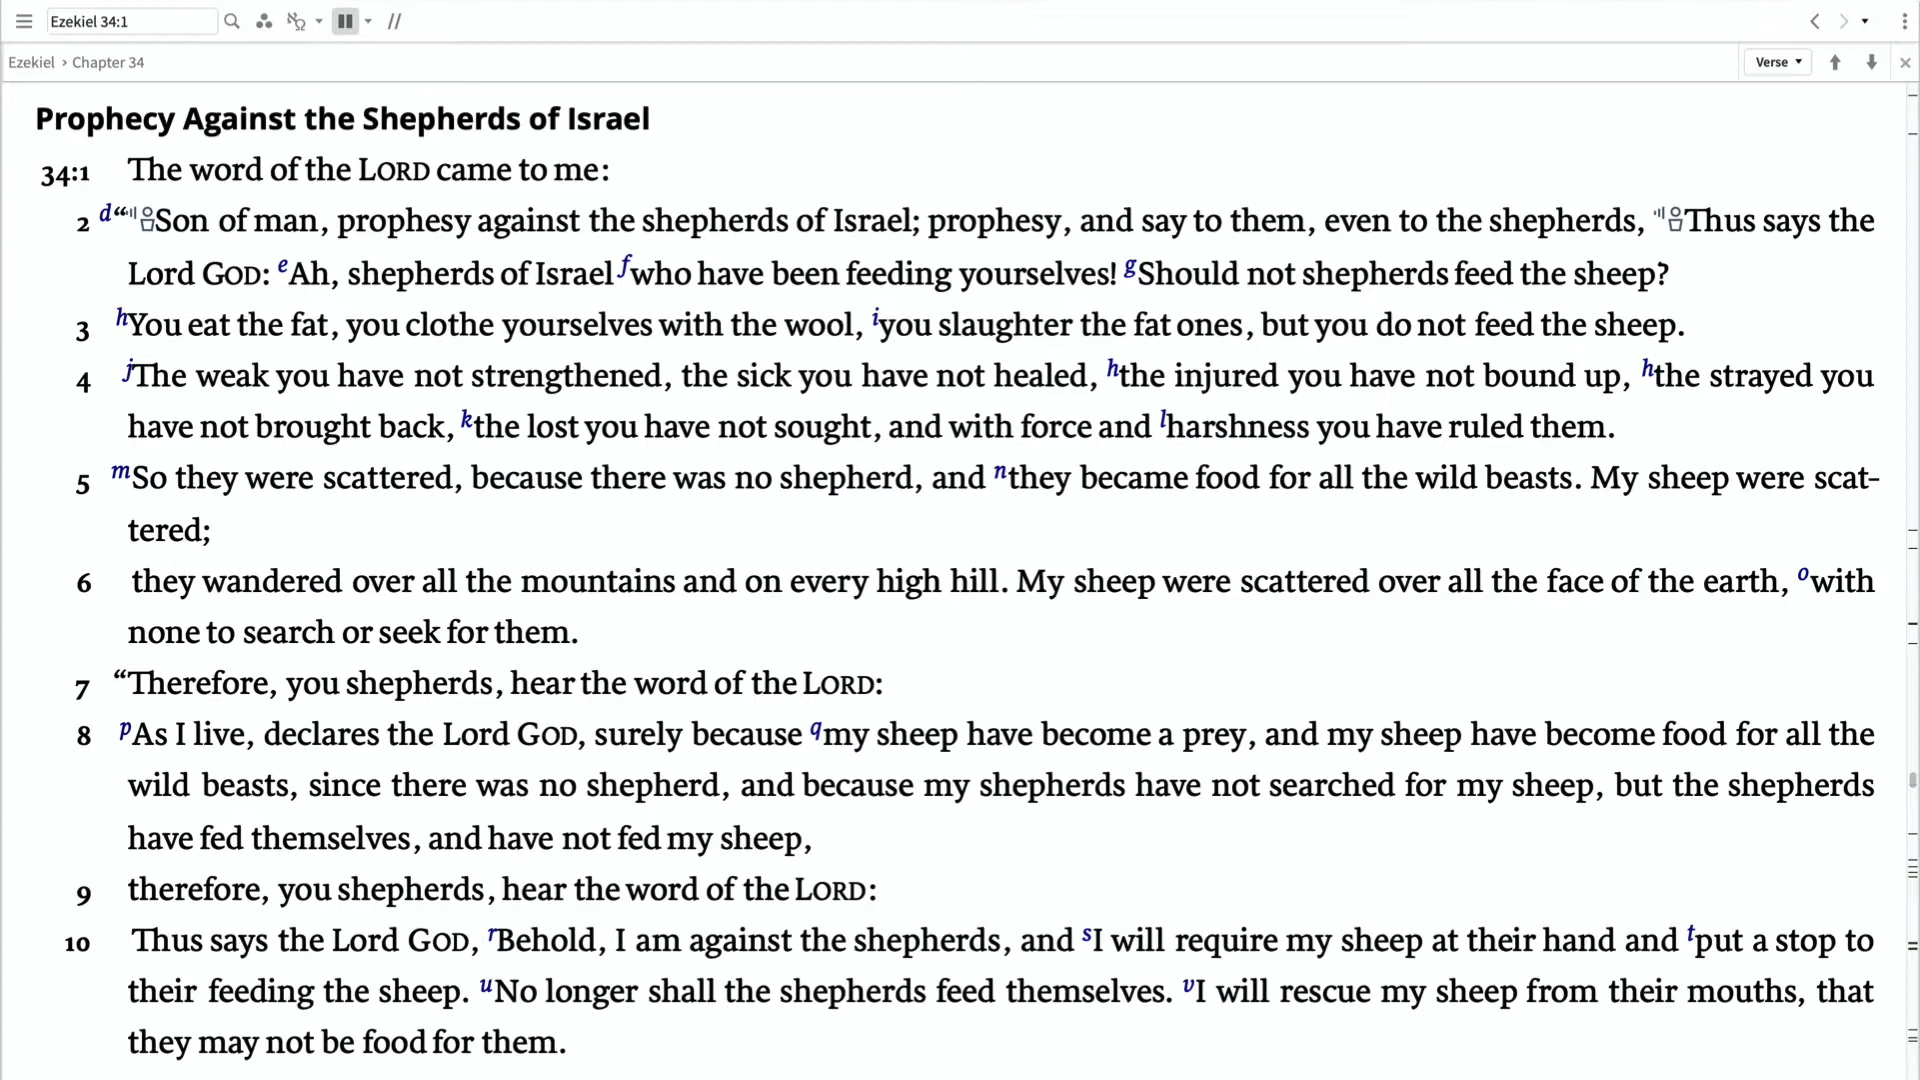 Ezekiel 34:1
Ezekiel › Chapter 34
Verse
Prophecy Against the Shepherds of Israel
34:1 The word of the LORD came to me:
2 d“Son of man, prophesy against the shepherds of Israel; prophesy, and say to them, even to the shepherds, Thus says the
Lord GOD: eAh, shepherds of Israel fwho have been feeding yourselves! gShould not shepherds feed the sheep?
3 hYou eat the fat, you clothe yourselves with the wool, iyou slaughter the fat ones, but you do not feed the sheep.
4 jThe weak you have not strengthened, the sick you have not healed, hthe injured you have not bound up, hthe strayed you
have not brought back, kthe lost you have not sought, and with force and lharshness you have ruled them.
5 mSo they were scattered, because there was no shepherd, and nthey became food for all the wild beasts. My sheep were scat-
tered;
6 they wandered over all the mountains and on every high hill. My sheep were scattered over all the face of the earth, owith
none to search or seek for them.
7 “Therefore, you shepherds, hear the word of the LORD:
8 pAs I live, declares the Lord GOD, surely because qmy sheep have become a prey, and my sheep have become food for all the
wild beasts, since there was no shepherd, and because my shepherds have not searched for my sheep, but the shepherds
have fed themselves, and have not fed my sheep,
9 therefore, you shepherds, hear the word of the LORD:
10 Thus says the Lord GOD, rBehold, I am against the shepherds, and sI will require my sheep at their hand and tput a stop to
their feeding the sheep. uNo longer shall the shepherds feed themselves. vI will rescue my sheep from their mouths, that
they may not be food for them.